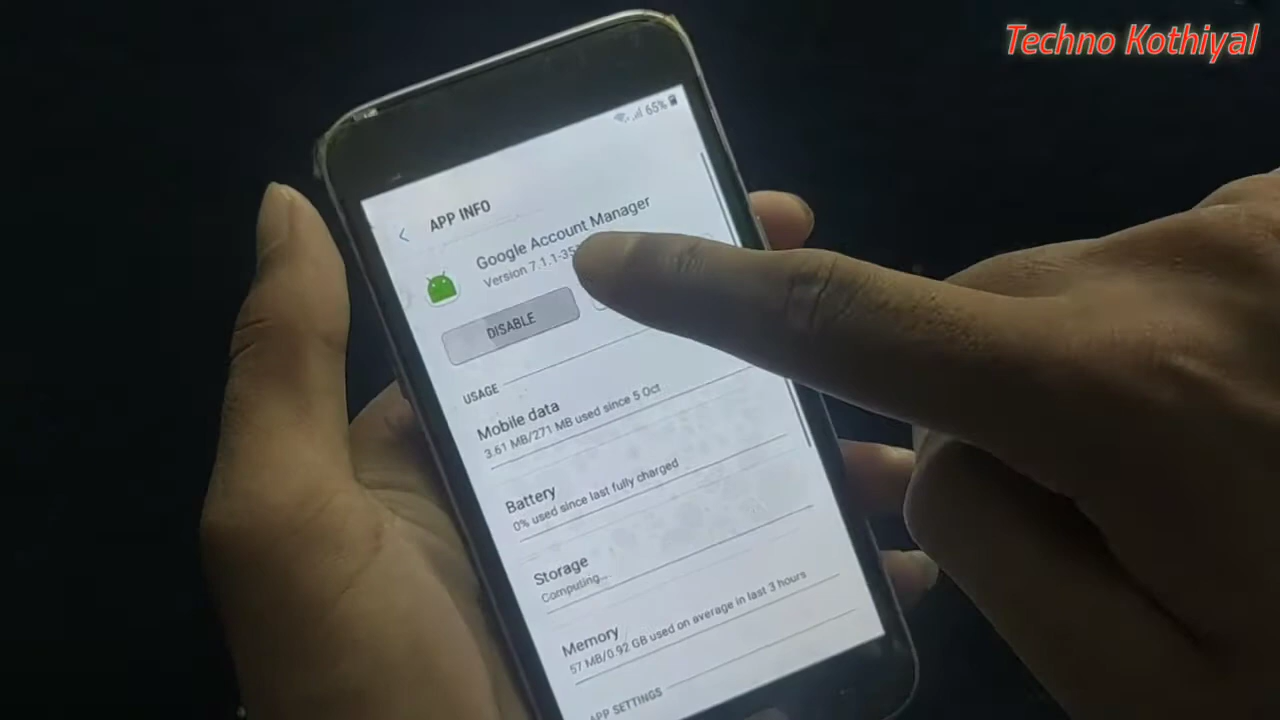 Techno Kothiyal
65%
APP INFO
Google Account Manager
Version 7.1.1-35
DISABLE
USAGE
Mobile data
3.61 MB/271 MB used since 5 Oct
Battery
0% used since last fully charged
Storage
Computing...
Memory
57 MB/0.92 GB used on average in last 3 hours
APP SETTINGS